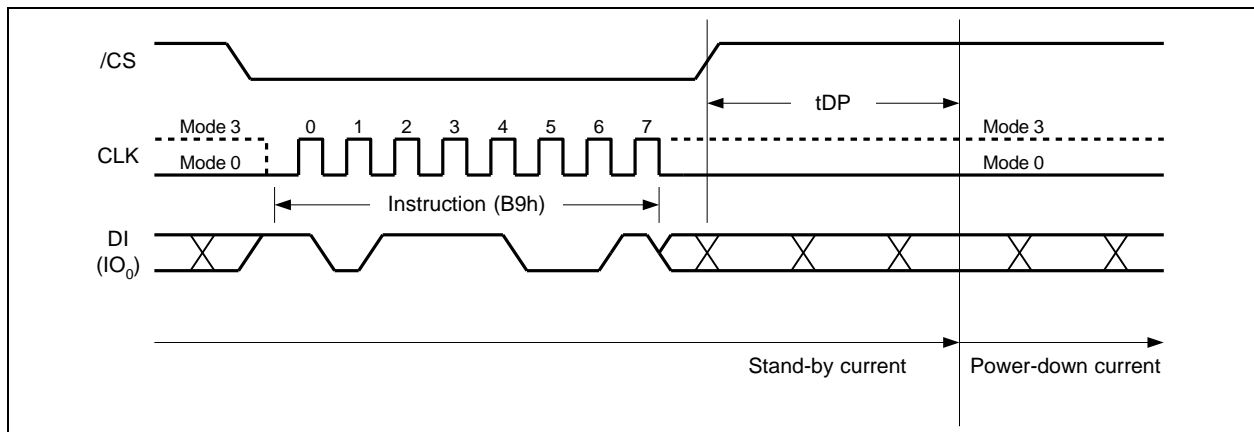 /CS
tDP
Mode 3 0 1 2 3 4 5 6 7 Mode 3
CLK
Mode 0 Mode 0
Instruction (B9h)
DI
(IO₀)
Stand-by current Power-down current